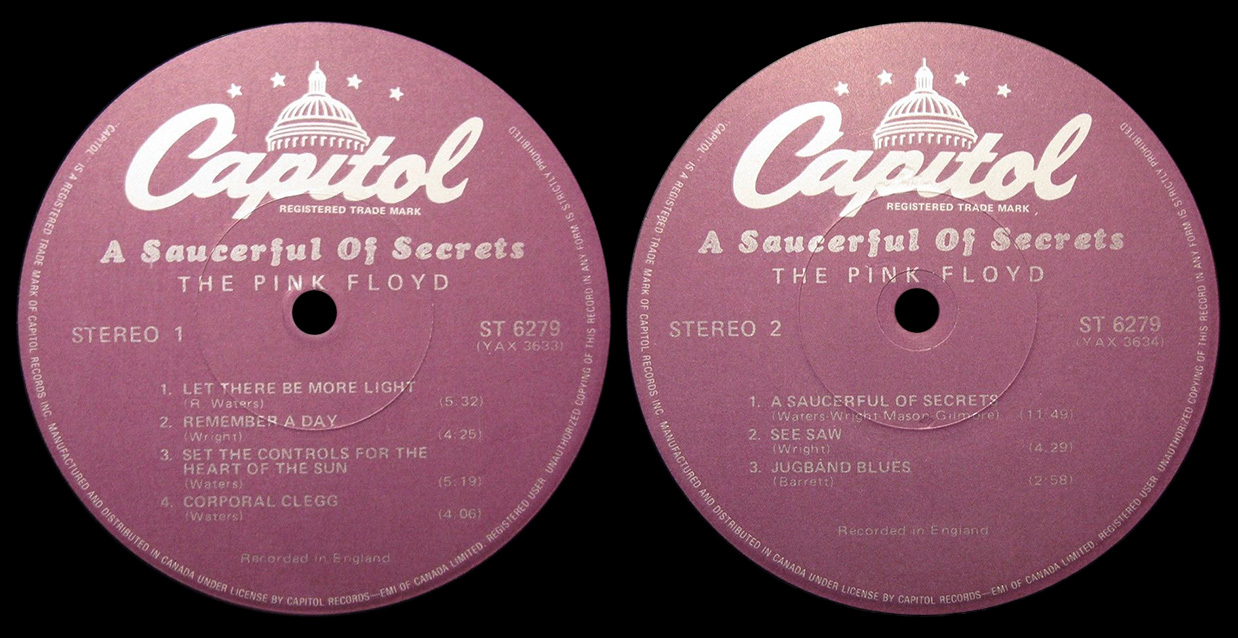 Capitol
REGISTERED TRADE MARK
A Saucerful Of Secrets
THE PINK FLOYD
STEREO 1
ST 6279
(YAX 3633)
1. LET THERE BE MORE LIGHT
(R. Waters) (5:32)
2. REMEMBER A DAY
(Wright) (4:25)
3. SET THE CONTROLS FOR THE
HEART OF THE SUN
(Waters) (5:19)
4. CORPORAL CLEGG
(Waters) (4:06)
Recorded in England
"CAPITOL" IS A REGISTERED TRADE MARK OF CAPITOL RECORDS INC. MANUFACTURED AND DISTRIBUTED IN CANADA UNDER LICENSE BY CAPITOL RECORDS—EMI OF CANADA LIMITED, REGISTERED USER. UNAUTHORIZED COPYING OF THIS RECORD IN ANY FORM IS STRICTLY PROHIBITED
Capitol
REGISTERED TRADE MARK
A Saucerful Of Secrets
THE PINK FLOYD
STEREO 2
ST 6279
(YAX 3634)
1. A SAUCERFUL OF SECRETS
(Waters-Wright-Mason-Gilmore) (11:49)
2. SEE SAW
(Wright) (4:29)
3. JUGBAND BLUES
(Barrett) (2:58)
Recorded in England
"CAPITOL" IS A REGISTERED TRADE MARK OF CAPITOL RECORDS INC. MANUFACTURED AND DISTRIBUTED IN CANADA UNDER LICENSE BY CAPITOL RECORDS—EMI OF CANADA LIMITED, REGISTERED USER. UNAUTHORIZED COPYING OF THIS RECORD IN ANY FORM IS STRICTLY PROHIBITED